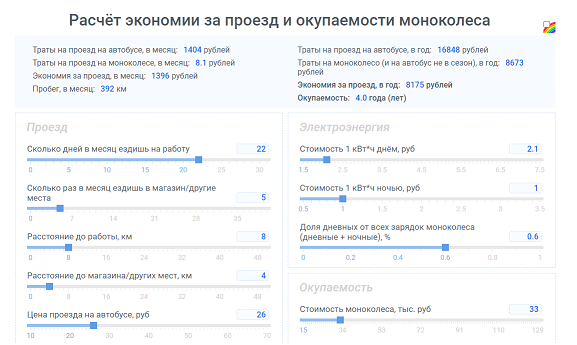 Расчёт экономии за проезд и окупаемости моноколеса
Траты на проезд на автобусе, в месяц: 1404 рублей
Траты на проезд на моноколесе, в месяц: 8.1 рублей
Экономия за проезд, в месяц: 1396 рублей
Пробег, в месяц: 392 км
Траты на проезд на автобусе, в год: 16848 рублей
Траты на проезд на моноколесо (и на автобус не в сезон), в год: 8673
рублей
Экономия за проезд, в год: 8175 рублей
Окупаемость: 4.0 года (лет)
Проезд
Сколько дней в месяц ездишь на работу 22
0 5 10 15 20 25 30
Сколько раз в месяц ездишь в магазин/другие
места 5
0 7 14 21 28 35
Расстояние до работы, км 8
0 8 16 24 32 40 48
Расстояние до магазина/других мест, км 4
0 8 16 24 32 40 48
Цена проезда на автобусе, руб 26
10 20 30 40 50 60 70
Электроэнергия
Стоимость 1 кВт*ч днём, руб 2.1
1.5 2.5 3.5 4.5 5.5 6.5 7.5
Стоимость 1 кВт*ч ночью, руб 1
0.5 1 1.5 2 2.5 3 3.5
Доля дневных от всех зарядок моноколеса
(дневные + ночные), % 0.6
0 0.2 0.4 0.6 0.8 1
Окупаемость
Стоимость моноколеса, тыс. руб 33
15 34 53 72 91 110 129